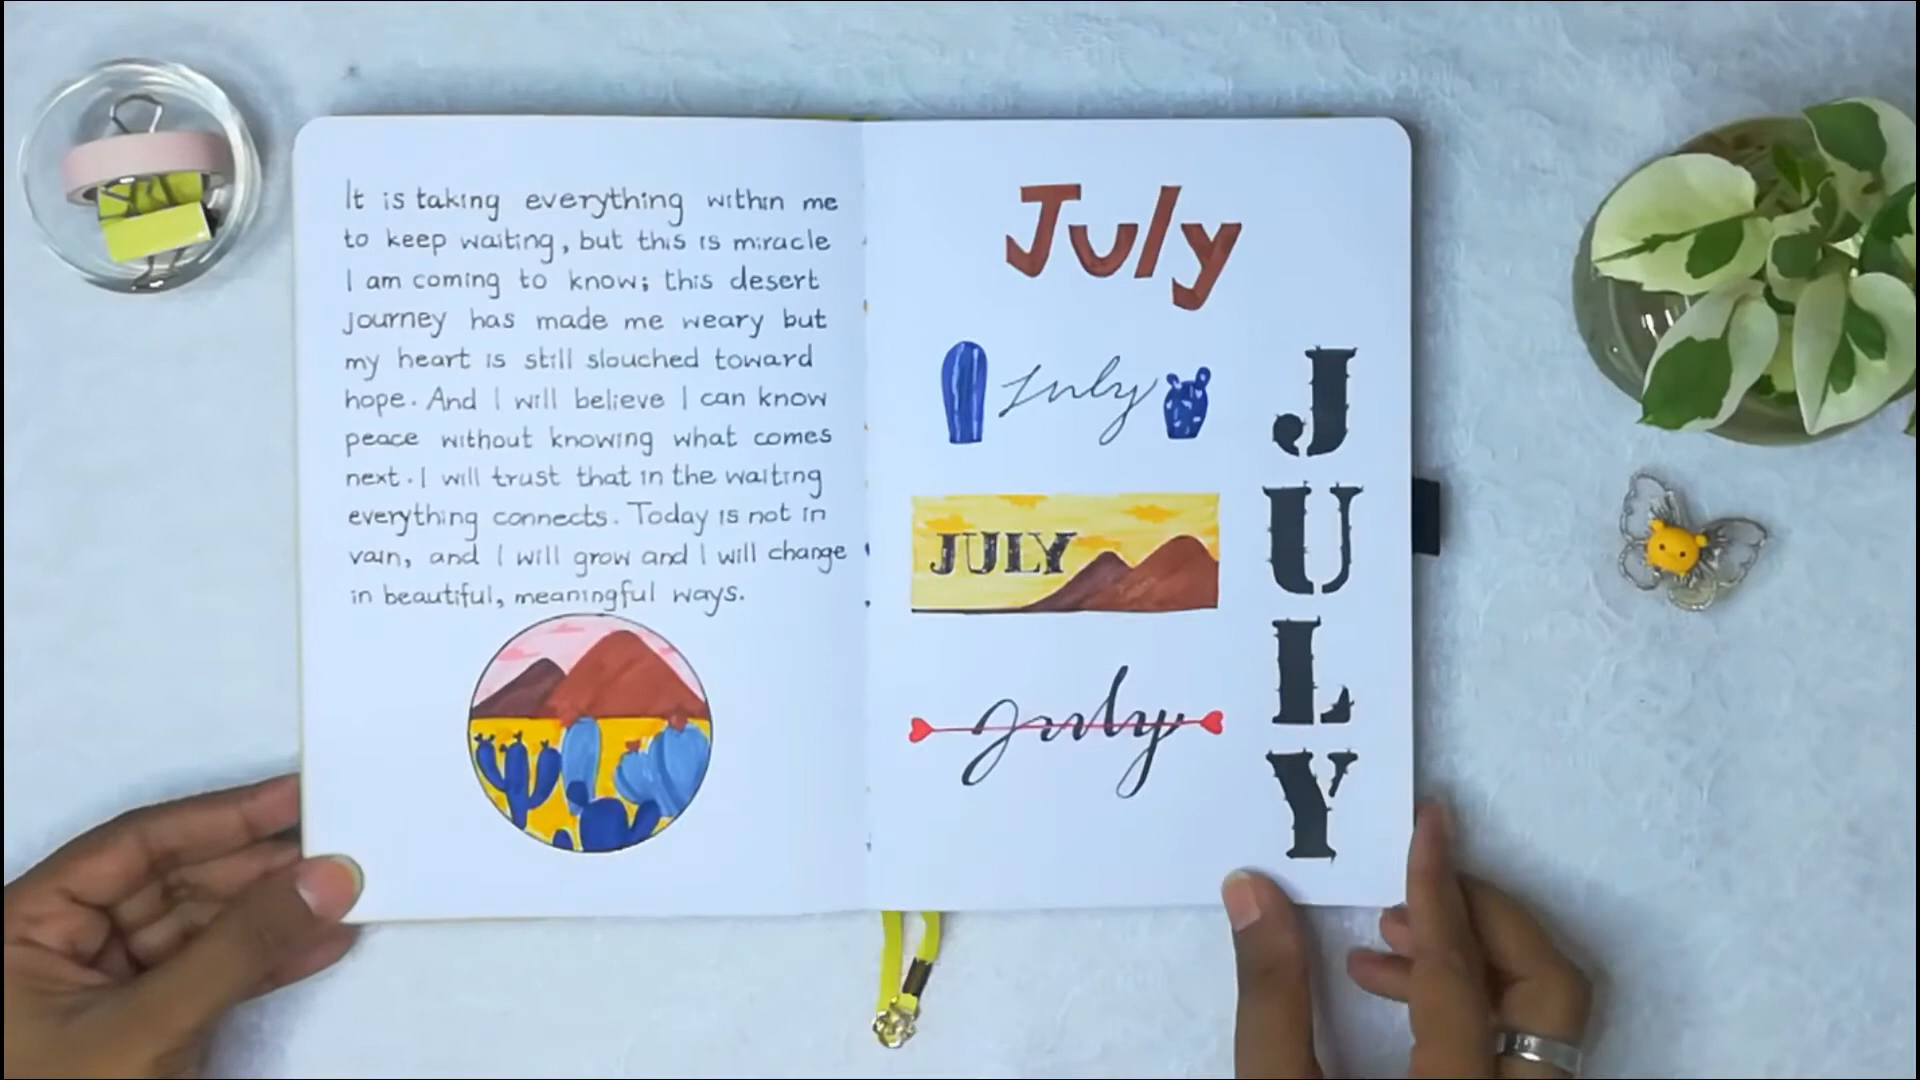 It is taking everything within me
to keep waiting, but this is miracle
I am coming to know; this desert
journey has made me weary but
my heart is still slouched toward
hope. And I will believe I can know
peace without knowing what comes
next. I will trust that in the waiting
everything connects. Today is not in
vain, and I will grow and I will change
in beautiful, meaningful ways.
July
July
JULY
July
JULY